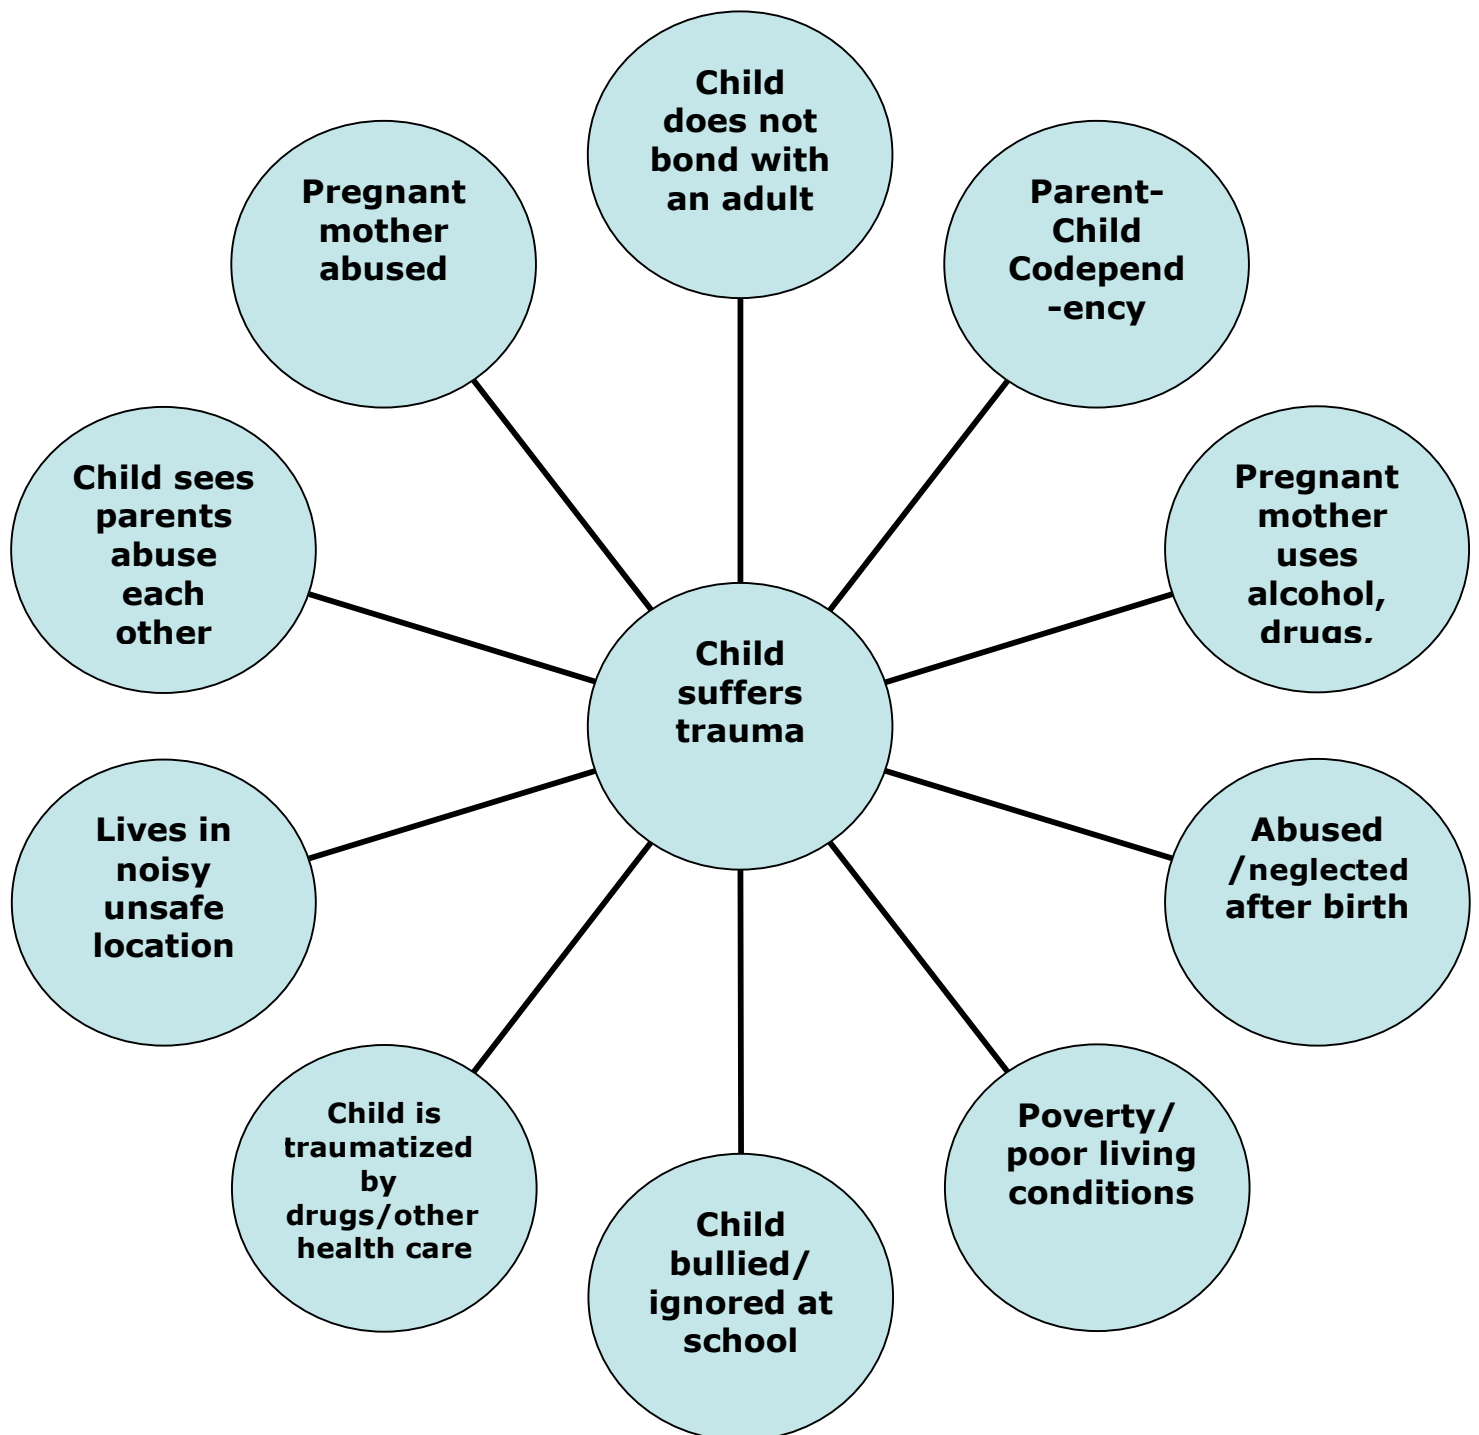 Child
does not
bond with
an adult
Parent-
Child
Codepend
-ency
Pregnant
mother
uses
alcohol,
drugs,
Abused
/neglected
after birth
Poverty/
poor living
conditions
Child
bullied/
ignored at
school
Child is
traumatized
by
drugs/other
health care
Lives in
noisy
unsafe
location
Child sees
parents
abuse
each
other
Pregnant
mother
abused
Child
suffers
trauma